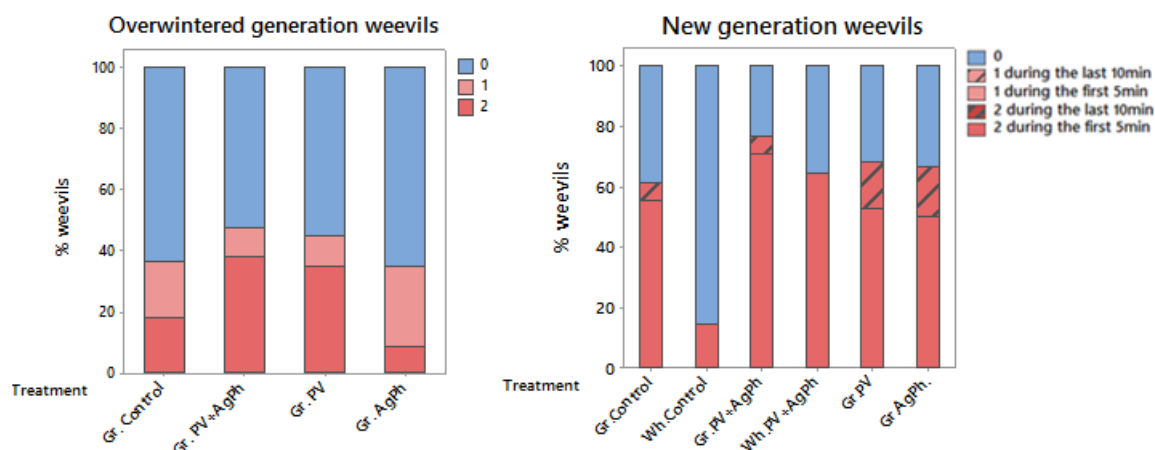 Overwintered generation weevils
100
80
60
40
20
0
% weevils
0
1
2
Treatment
Gr. Control
Gr. PV+AgPh
Gr. PV
Gr. AgPh
New generation weevils
100
80
60
40
20
0
% weevils
0
1 during the last 10min
1 during the first 5min
2 during the last 10min
2 during the first 5min
Treatment
Gr.Control
Wh.Control
Gr.PV+AgPh
Wh.PV+AgPh
Gr.PV
Gr.AgPh.